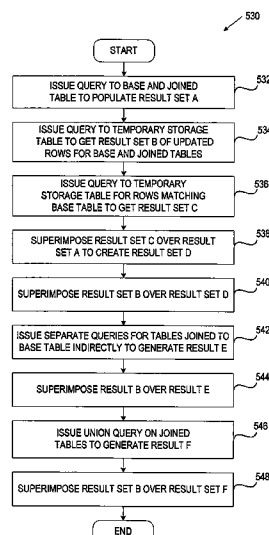 530
START
ISSUE QUERY TO BASE AND JOINED
TABLE TO POPULATE RESULT SET A
532
ISSUE QUERY TO TEMPORARY STORAGE
TABLE TO GET RESULT SET B OF UPDATED
ROWS FOR BASE AND JOINED TABLES
534
ISSUE QUERY TO TEMPORARY
STORAGE TABLE FOR ROWS MATCHING
BASE TABLE TO GET RESULT SET C
536
SUPERIMPOSE RESULT SET C OVER RESULT
SET A TO CREATE RESULT SET D
538
SUPERIMPOSE RESULT SET B OVER RESULT SET D
540
ISSUE SEPARATE QUERIES FOR TABLES JOINED TO
BASE TABLE INDIRECTLY TO GENERATE RESULT E
542
SUPERIMPOSE RESULT B OVER RESULT E
544
ISSUE UNION QUERY ON JOINED
TABLES TO GENERATE RESULT F
546
SUPERIMPOSE RESULT SET B OVER RESULT SET F
548
END